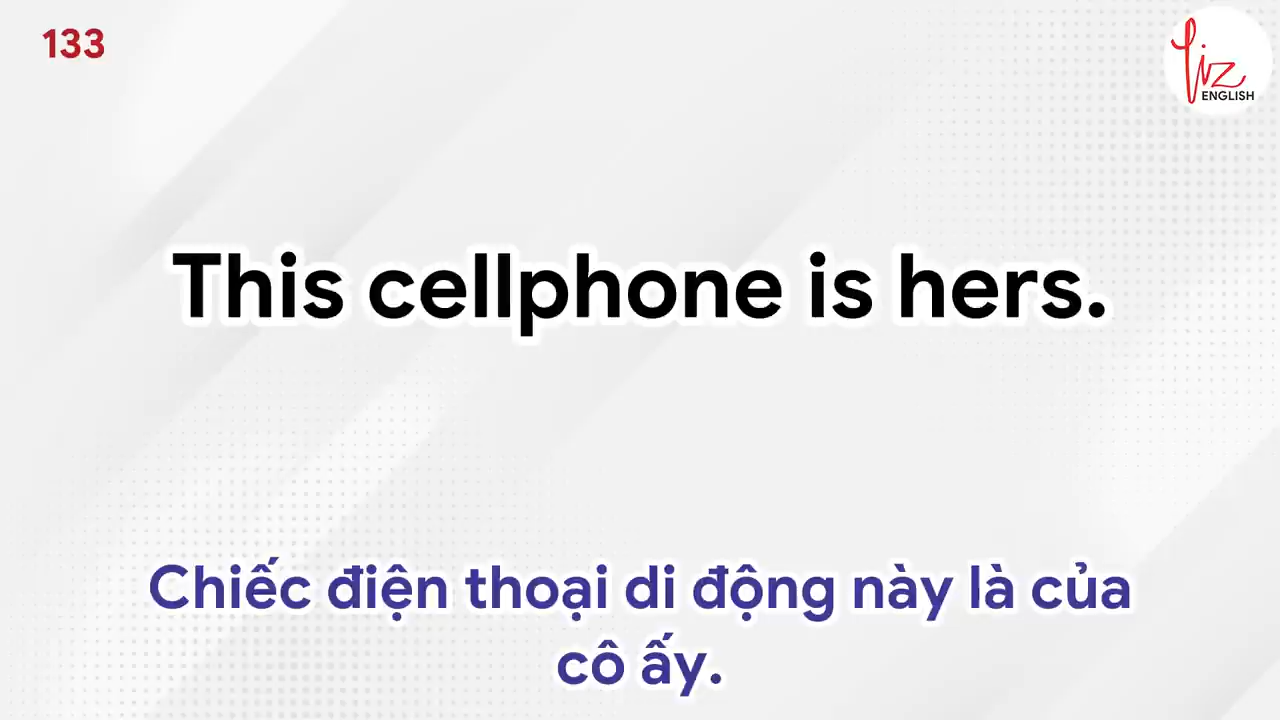 133
Liz
ENGLISH
This cellphone is hers.
Chiếc điện thoại di động này là của
cô ấy.